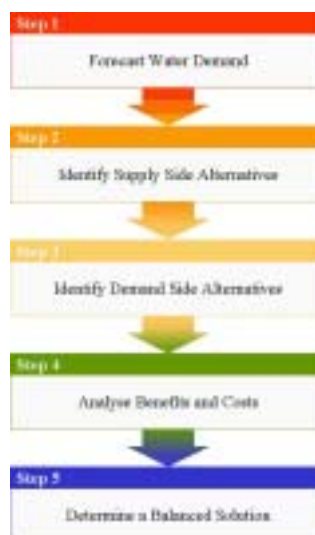 Step 1
Forecast Water Demand
Step 2
Identify Supply Side Alternatives
Step 3
Identify Demand Side Alternatives
Step 4
Analyse Benefits and Costs
Step 5
Determine a Balanced Solution